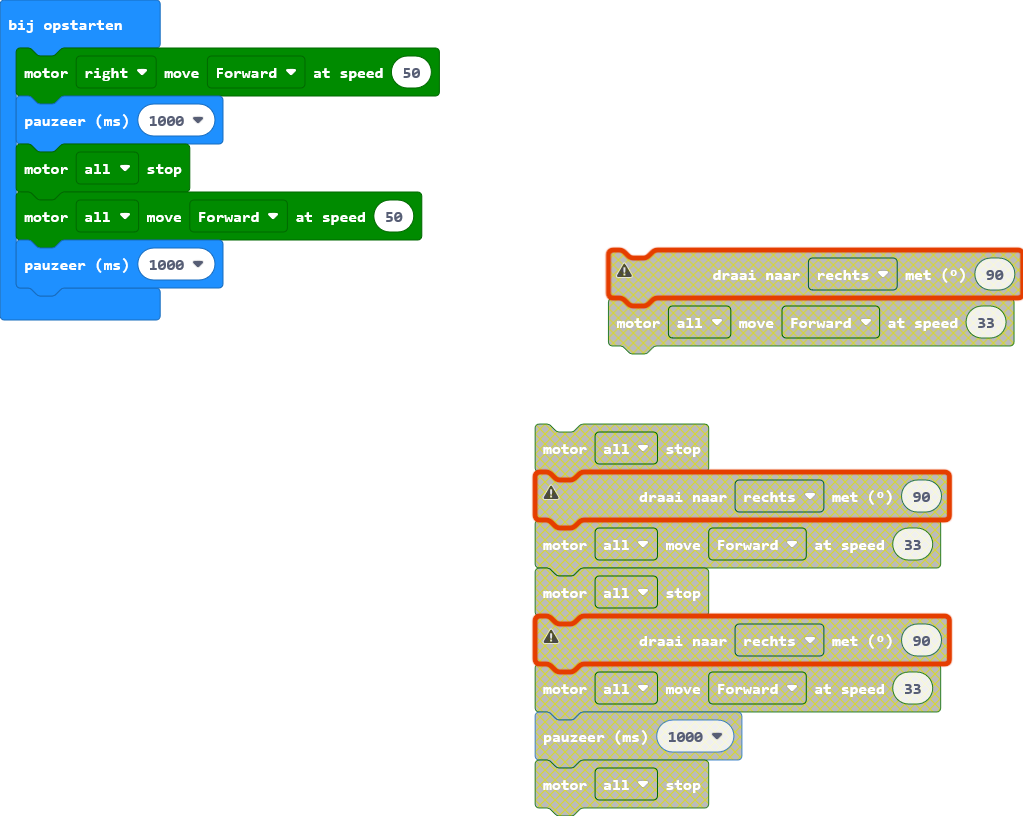 bij opstarten
motor right move Forward at speed 50
pauzeer (ms) 1000
motor all stop
motor all move Forward at speed 50
pauzeer (ms) 1000
draai naar rechts met (º) 90
motor all move Forward at speed 33
motor all stop
draai naar rechts met (º) 90
motor all move Forward at speed 33
motor all stop
draai naar rechts met (º) 90
motor all move Forward at speed 33
pauzeer (ms) 1000
motor all stop